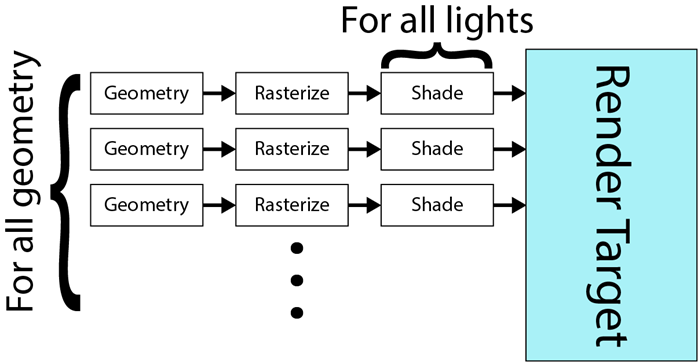 For all lights
For all geometry
Geometry
Rasterize
Shade
Geometry
Rasterize
Shade
Geometry
Rasterize
Shade
Render Target